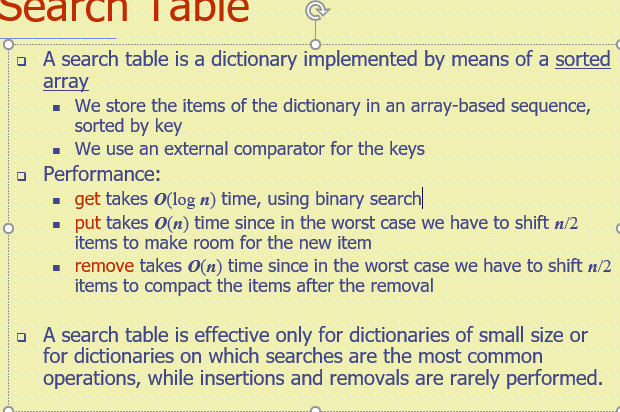 Search Table
A search table is a dictionary implemented by means of a sorted
array
We store the items of the dictionary in an array-based sequence,
sorted by key
We use an external comparator for the keys
Performance:
get takes O(log n) time, using binary search
put takes O(n) time since in the worst case we have to shift n/2
items to make room for the new item
remove takes O(n) time since in the worst case we have to shift n/2
items to compact the items after the removal
A search table is effective only for dictionaries of small size or
for dictionaries on which searches are the most common
operations, while insertions and removals are rarely performed.